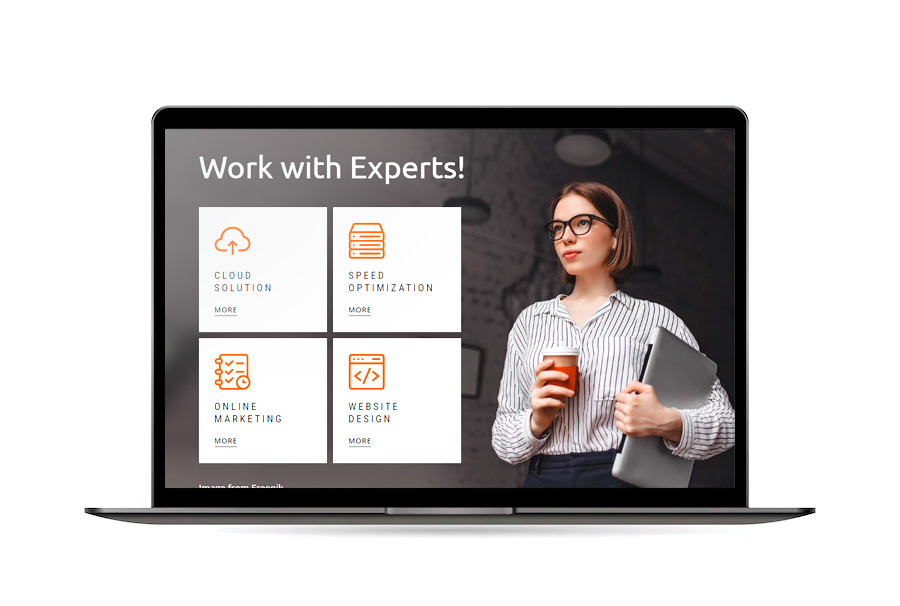 Work with Experts!
CLOUD
SOLUTION
MORE
SPEED
OPTIMIZATION
MORE
ONLINE
MARKETING
MORE
WEBSITE
DESIGN
MORE
Image from Freepik